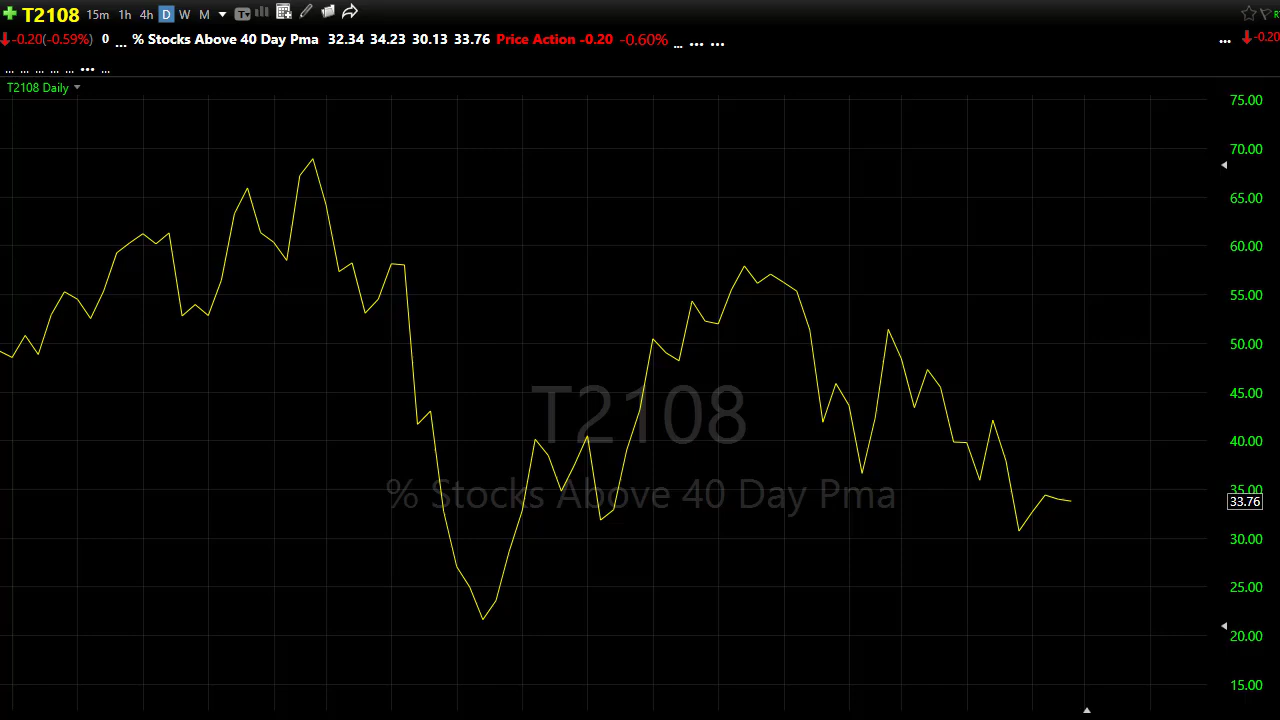 T2108 15m 1h 4h D W M T
-0.20(-0.59%) 0 ... % Stocks Above 40 Day Pma 32.34 34.23 30.13 33.76 Price Action -0.20 -0.60% ... ... ... ... -0.20
... ... ... ... ... ... ...
T2108 Daily
75.00
70.00
65.00
60.00
55.00
50.00
45.00
T2108
40.00
% Stocks Above 40 Day Pma
35.00
33.76
30.00
25.00
20.00
15.00